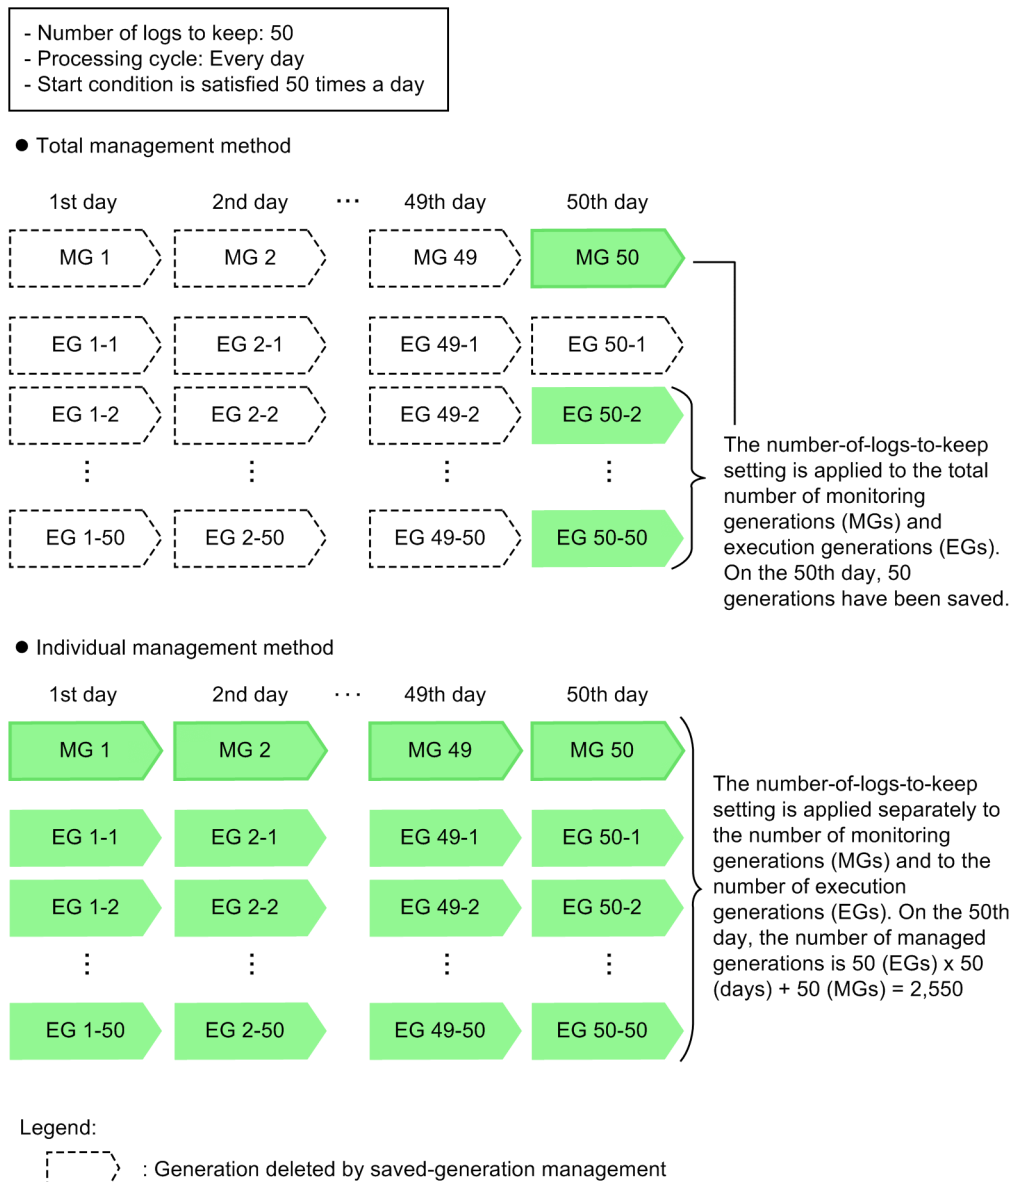 - Number of logs to keep: 50
- Processing cycle: Every day
- Start condition is satisfied 50 times a day
● Total management method
1st day 2nd day ··· 49th day 50th day
MG 1 MG 2 MG 49 MG 50
EG 1-1 EG 2-1 EG 49-1 EG 50-1
EG 1-2 EG 2-2 EG 49-2 EG 50-2
⋮ ⋮ ⋮ ⋮
EG 1-50 EG 2-50 EG 49-50 EG 50-50
The number-of-logs-to-keep
setting is applied to the total
number of monitoring
generations (MGs) and
execution generations (EGs).
On the 50th day, 50
generations have been saved.
● Individual management method
1st day 2nd day ··· 49th day 50th day
MG 1 MG 2 MG 49 MG 50
EG 1-1 EG 2-1 EG 49-1 EG 50-1
EG 1-2 EG 2-2 EG 49-2 EG 50-2
⋮ ⋮ ⋮ ⋮
EG 1-50 EG 2-50 EG 49-50 EG 50-50
The number-of-logs-to-keep
setting is applied separately to
the number of monitoring
generations (MGs) and to the
number of execution
generations (EGs). On the 50th
day, the number of managed
generations is 50 (EGs) x 50
(days) + 50 (MGs) = 2,550
Legend:
: Generation deleted by saved-generation management